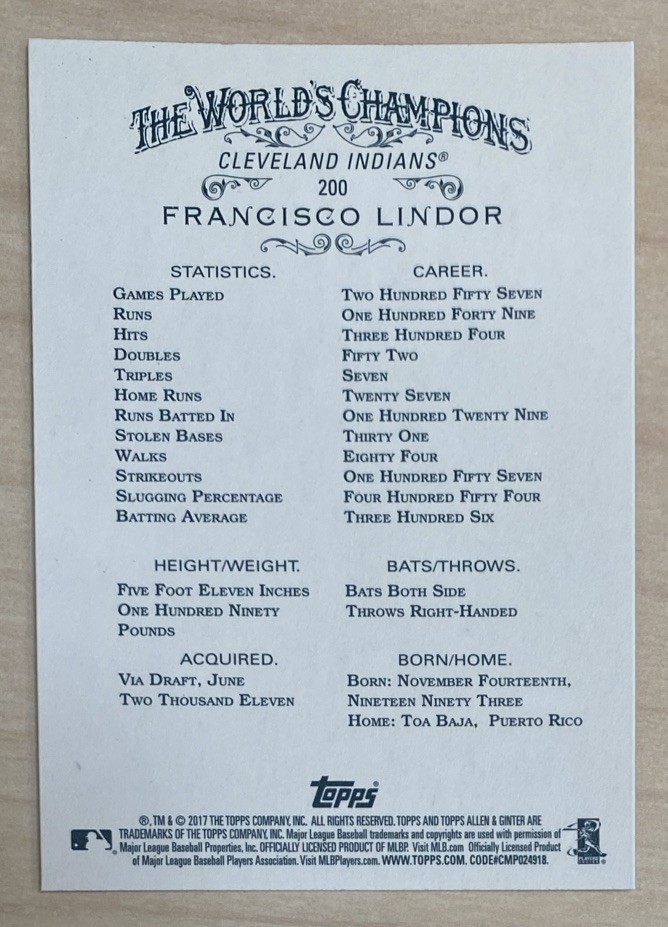 THE WORLD'S CHAMPIONS
CLEVELAND INDIANS®
200
FRANCISCO LINDOR
STATISTICS. CAREER.
GAMES PLAYED TWO HUNDRED FIFTY SEVEN
RUNS ONE HUNDRED FORTY NINE
HITS THREE HUNDRED FOUR
DOUBLES FIFTY TWO
TRIPLES SEVEN
HOME RUNS TWENTY SEVEN
RUNS BATTED IN ONE HUNDRED TWENTY NINE
STOLEN BASES THIRTY ONE
WALKS EIGHTY FOUR
STRIKEOUTS ONE HUNDRED FIFTY SEVEN
SLUGGING PERCENTAGE FOUR HUNDRED FIFTY FOUR
BATTING AVERAGE THREE HUNDRED SIX
HEIGHT/WEIGHT.
FIVE FOOT ELEVEN INCHES
ONE HUNDRED NINETY
POUNDS
BATS/THROWS.
BATS BOTH SIDE
THROWS RIGHT-HANDED
ACQUIRED.
VIA DRAFT, JUNE
TWO THOUSAND ELEVEN
BORN/HOME.
BORN: NOVEMBER FOURTEENTH,
NINETEEN NINETY THREE
HOME: TOA BAJA, PUERTO RICO
topps®
®, TM & © 2017 THE TOPPS COMPANY, INC. ALL RIGHTS RESERVED. TOPPS AND TOPPS ALLEN & GINTER ARE
TRADEMARKS OF THE TOPPS COMPANY, INC. Major League Baseball trademarks and copyrights are used with permission of
Major League Baseball Properties, Inc. OFFICIALLY LICENSED PRODUCT OF MLBP. Visit MLB.com Officially Licensed Product
of Major League Baseball Players Association. Visit MLBPlayers.com. WWW.TOPPS.COM. CODE#CMP024918.